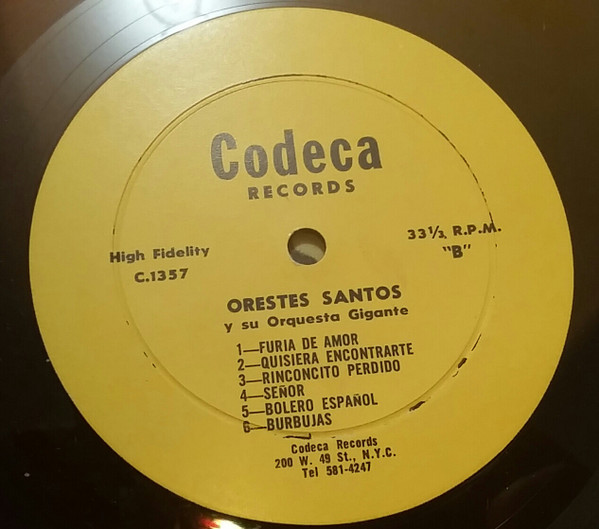 Codeca
RECORDS
High Fidelity
C.1357
33⅓ R.P.M.
"B"
ORESTES SANTOS
y su Orquesta Gigante
1—FURIA DE AMOR
2—QUISIERA ENCONTRARTE
3—RINCONCITO PERDIDO
4—SEÑOR
5—BOLERO ESPAÑOL
6—BURBUJAS
Codeca Records
200 W. 49 St., N.Y.C.
Tel 581-4247